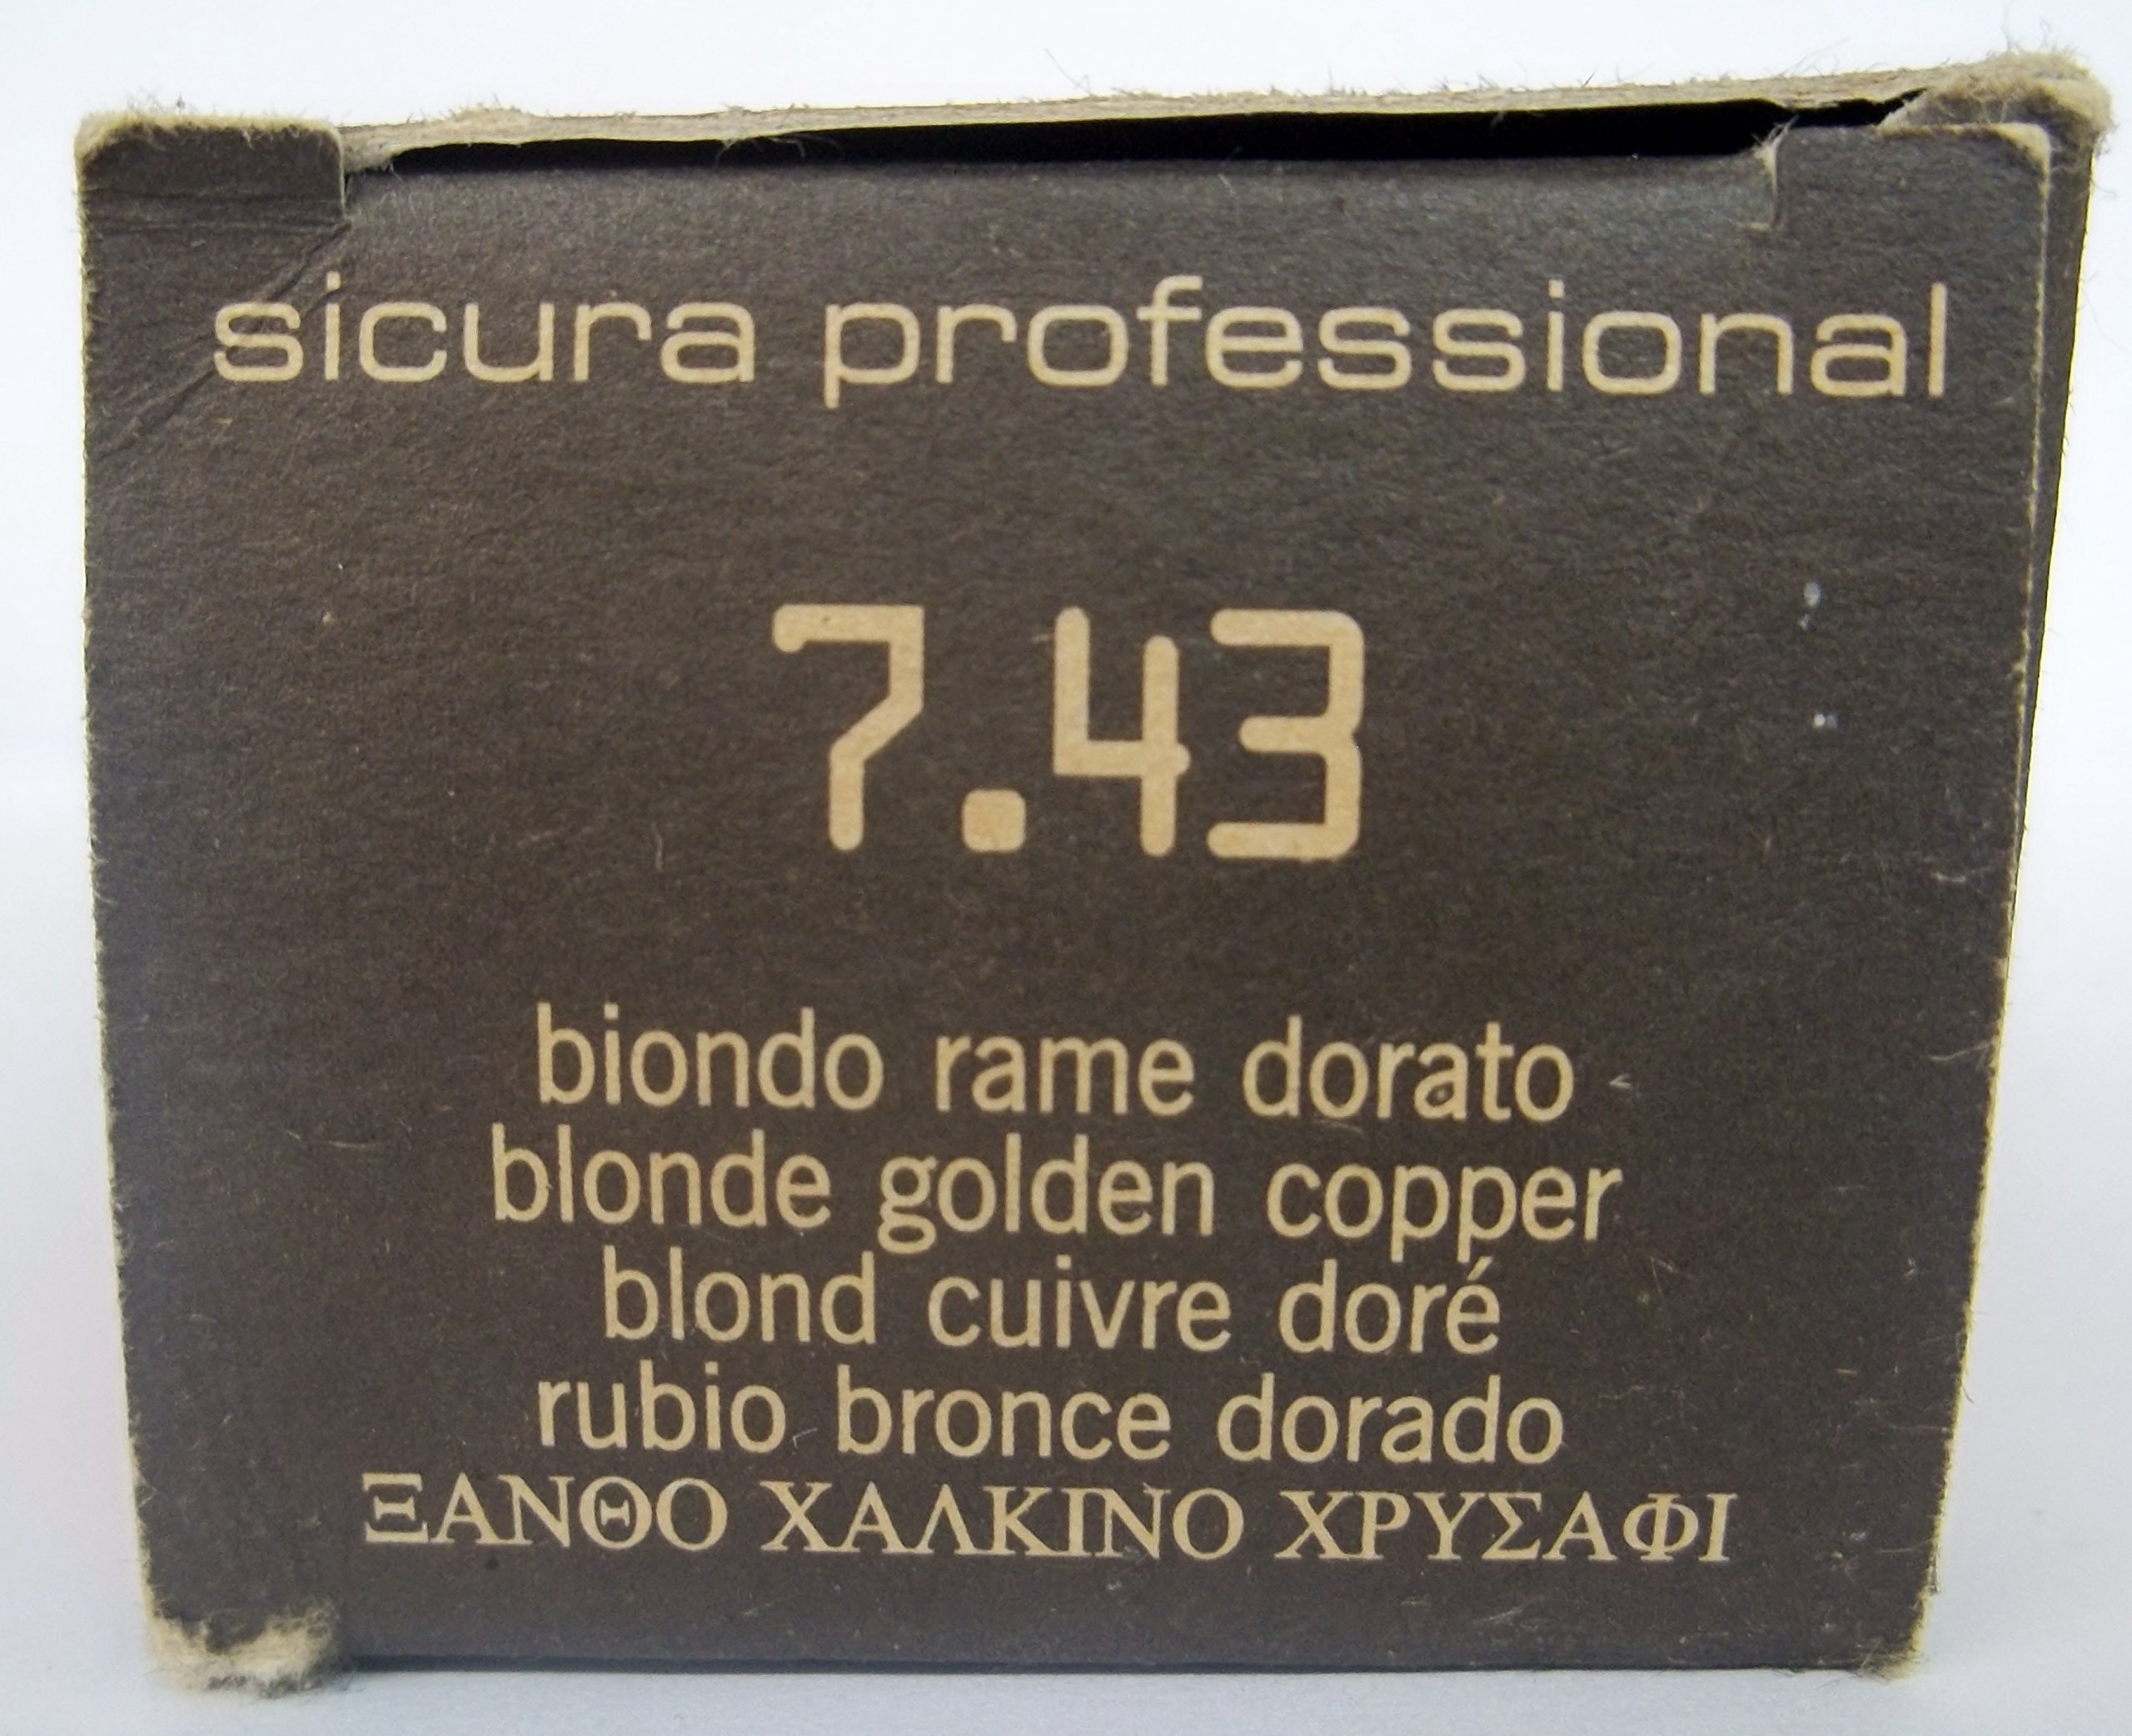 sicura professional
7.43
biondo rame dorato
blonde golden copper
blond cuivre doré
rubio bronce dorado
ΞΑΝΘΟ ΧΑΛΚΙΝΟ ΧΡΥΣΑΦΙ